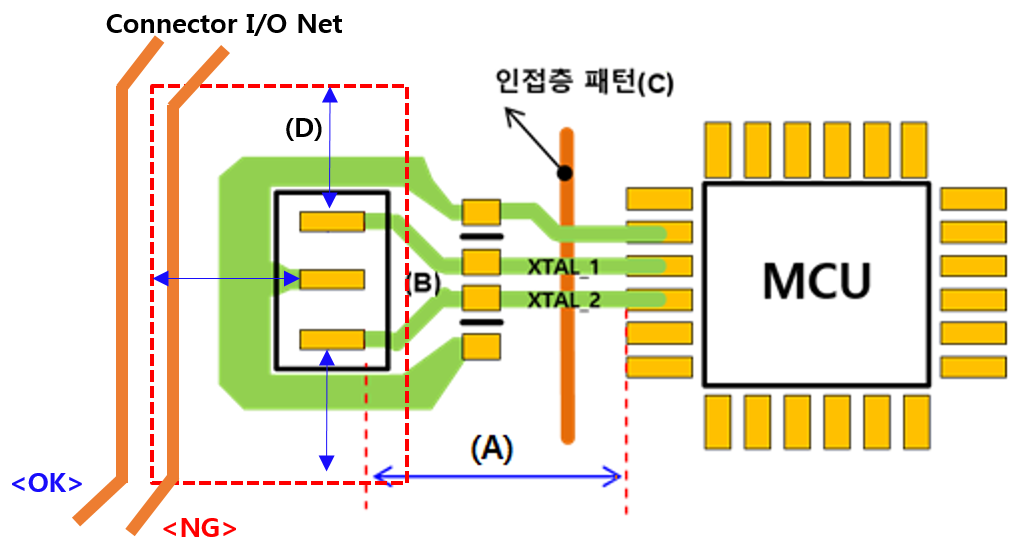 Connector I/O Net
인접층 패턴(C)
(D)
XTAL_1
(B)
MCU
XTAL_2
(A)
<OK>
<NG>